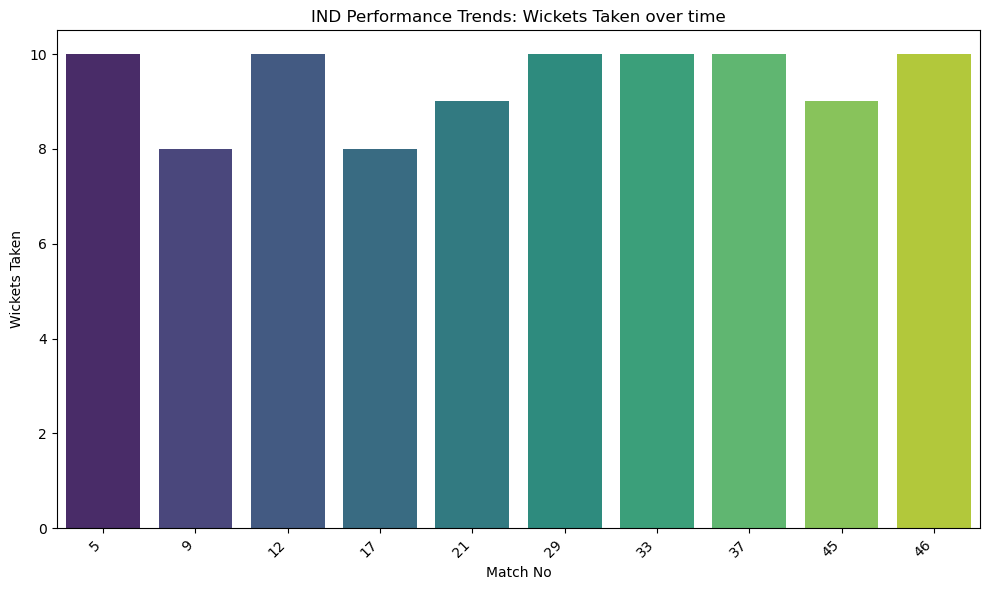 IND Performance Trends: Wickets Taken over time
10
8
6
4
2
0
Wickets Taken
5 9 12 17 21 29 33 37 45 46
Match No